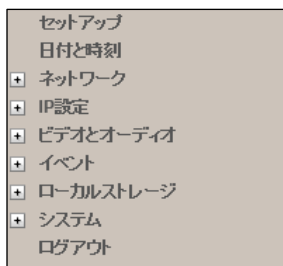 セットアップ
日付と時刻
ネットワーク
IP設定
ビデオとオーディオ
イベント
ローカルストレージ
システム
ログアウト